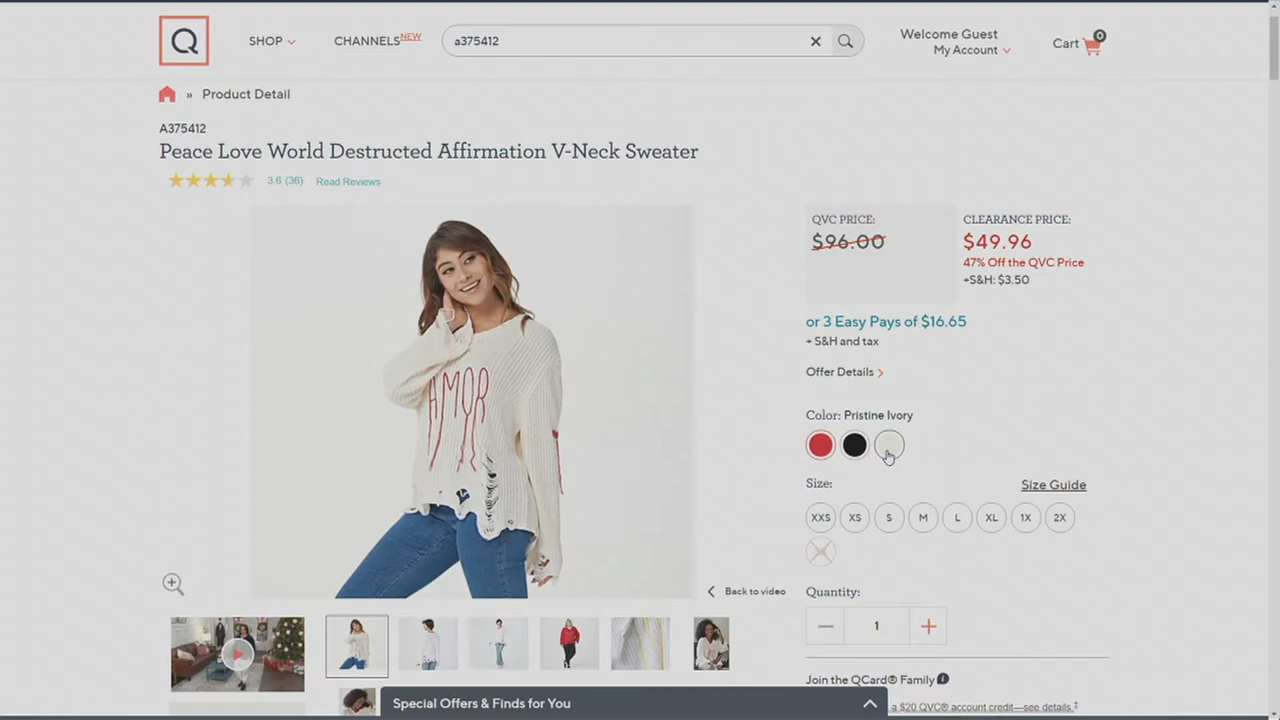 Q
SHOP
CHANNELS NEW
a375412
Welcome Guest
My Account
Cart 0
» Product Detail
A375412
Peace Love World Destructed Affirmation V-Neck Sweater
3.6 (36) Read Reviews
QVC PRICE:
$96.00
CLEARANCE PRICE:
$49.96
47% Off the QVC Price
+S&H: $3.50
or 3 Easy Pays of $16.65
+ S&H and tax
Offer Details
AMOR
Color: Pristine Ivory
Size:
Size Guide
XXS XS S M L XL 1X 2X
Back to video
Quantity:
1
Join the QCard® Family
Special Offers & Finds for You
a $20 QVC® account credit—see details.